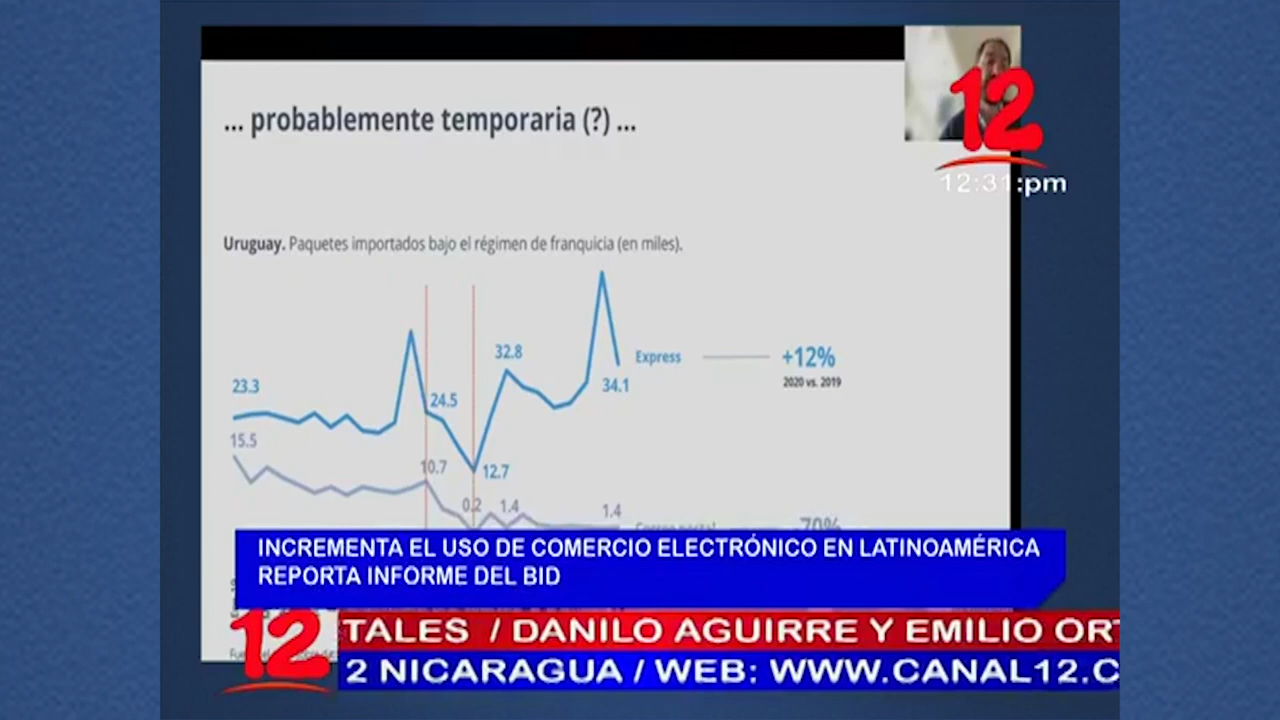 ... probablemente temporaria (?) ...
12
12:31:pm
Uruguay. Paquetes importados bajo el régimen de franquicia (en miles).
32.8
Express
+12%
2020 vs. 2019
23.3
24.5
34.1
15.5
10.7
12.7
0.2
1.4
1.4
-70%
INCREMENTA EL USO DE COMERCIO ELECTRÓNICO EN LATINOAMÉRICA
REPORTA INFORME DEL BID
12
TALES / DANILO AGUIRRE Y EMILIO ORT
2 NICARAGUA / WEB: WWW.CANAL12.C